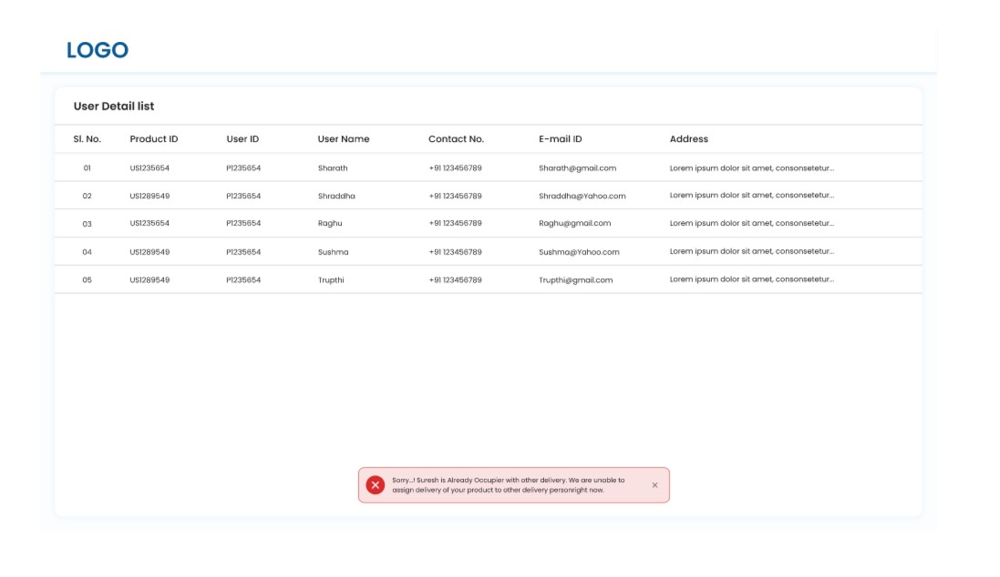 LOGO
User Detail list
Sl. No. Product ID User ID User Name Contact No. E-mail ID Address
01 US1235654 P1235654 Sharath +91 123456789 Sharath@gmail.com Lorem ipsum dolor sit amet, consonsetetur...
02 US1289549 P1235654 Shraddha +91 123456789 Shraddha@Yahoo.com Lorem ipsum dolor sit amet, consonsetetur...
03 US1235654 P1235654 Raghu +91 123456789 Raghu@gmail.com Lorem ipsum dolor sit amet, consonsetetur...
04 US1289549 P1235654 Sushma +91 123456789 Sushma@Yahoo.com Lorem ipsum dolor sit amet, consonsetetur...
05 US1289549 P1235654 Trupthi +91 123456789 Trupthi@gmail.com Lorem ipsum dolor sit amet, consonsetetur...
Sorry...! Suresh is Already Occupier with other delivery. We are unable to
assign delivery of your product to other delivery personright now.